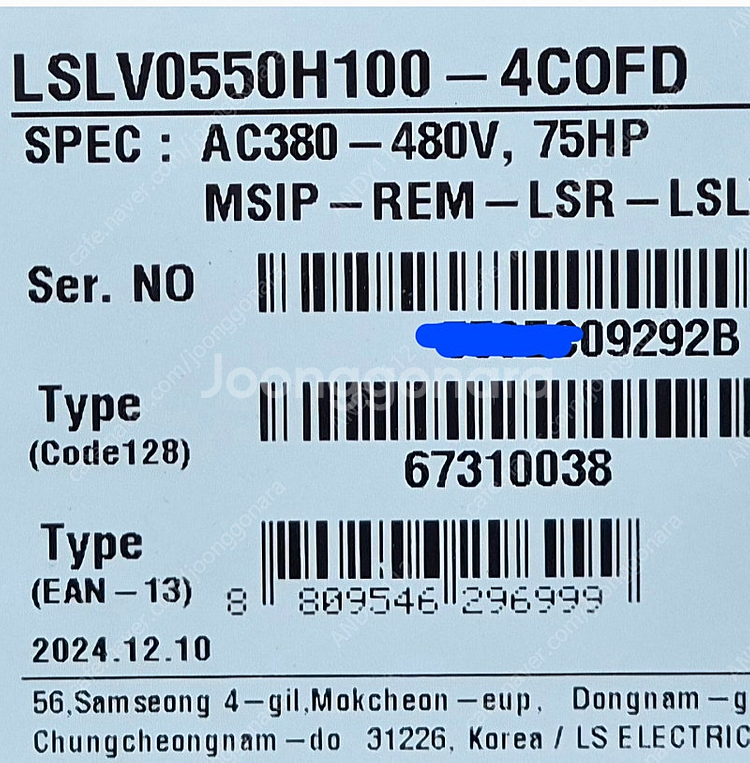 LSLV0550H100-4COFD
SPEC : AC380-480V, 75HP
MSIP-REM-LSR-LSL
Ser. NO
09292B
Type
(Code128)
67310038
Type
(EAN-13)
8 809546 296999
2024.12.10
56,Samseong 4-gil,Mokcheon-eup, Dongnam-g
Chungcheongnam-do 31226, Korea / LS ELECTRIC
Joonggonara